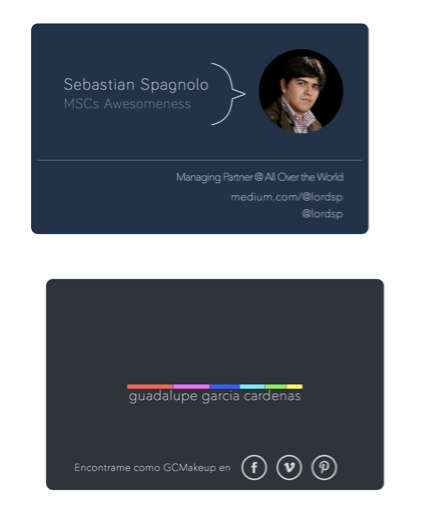 Sebastian Spagnolo
MSCs Awesomeness
Managing Partner @ All Over the World
medium.com/@lordsp
@lordsp
guadalupe garcia cardenas
Encontrame como GCMakeup en